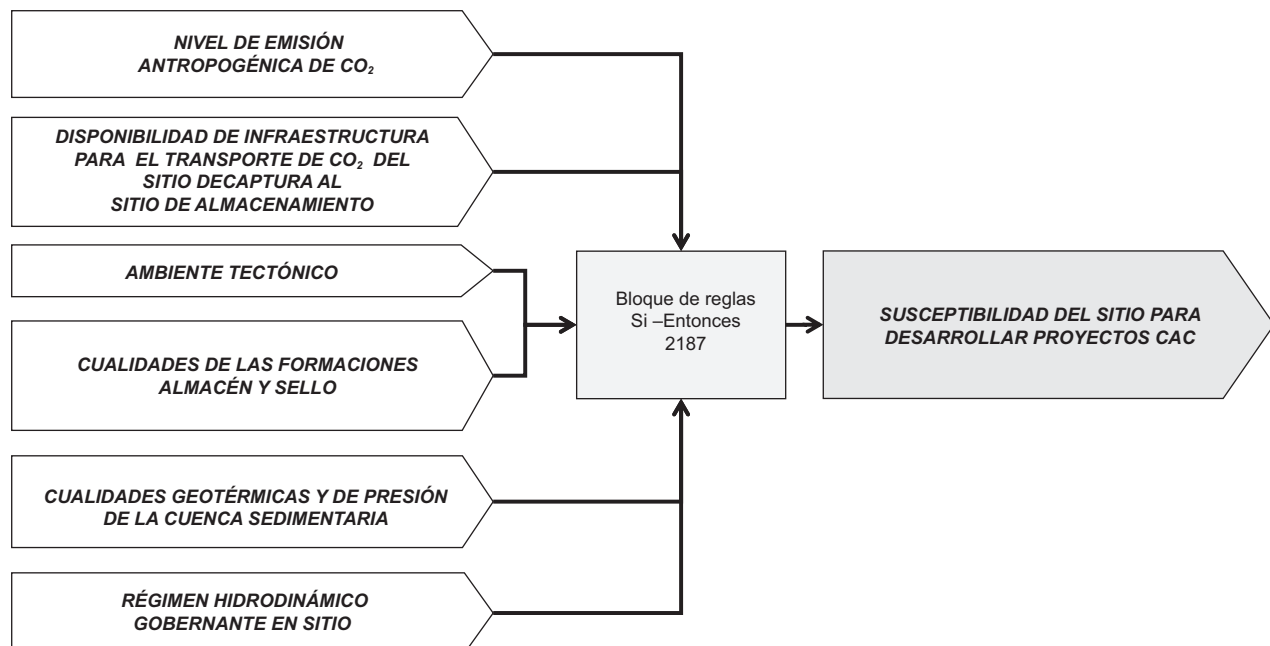 NIVEL DE EMISIÓN
ANTROPOGÉNICA DE CO₂
DISPONIBILIDAD DE INFRAESTRUCTURA
PARA EL TRANSPORTE DE CO₂ DEL
SITIO DECAPTURA AL
SITIO DE ALMACENAMIENTO
AMBIENTE TECTÓNICO
CUALIDADES DE LAS FORMACIONES
ALMACÉN Y SELLO
CUALIDADES GEOTÉRMICAS Y DE PRESIÓN
DE LA CUENCA SEDIMENTARIA
RÉGIMEN HIDRODINÁMICO
GOBERNANTE EN SITIO
Bloque de reglas
Si –Entonces
2187
SUSCEPTIBILIDAD DEL SITIO PARA
DESARROLLAR PROYECTOS CAC